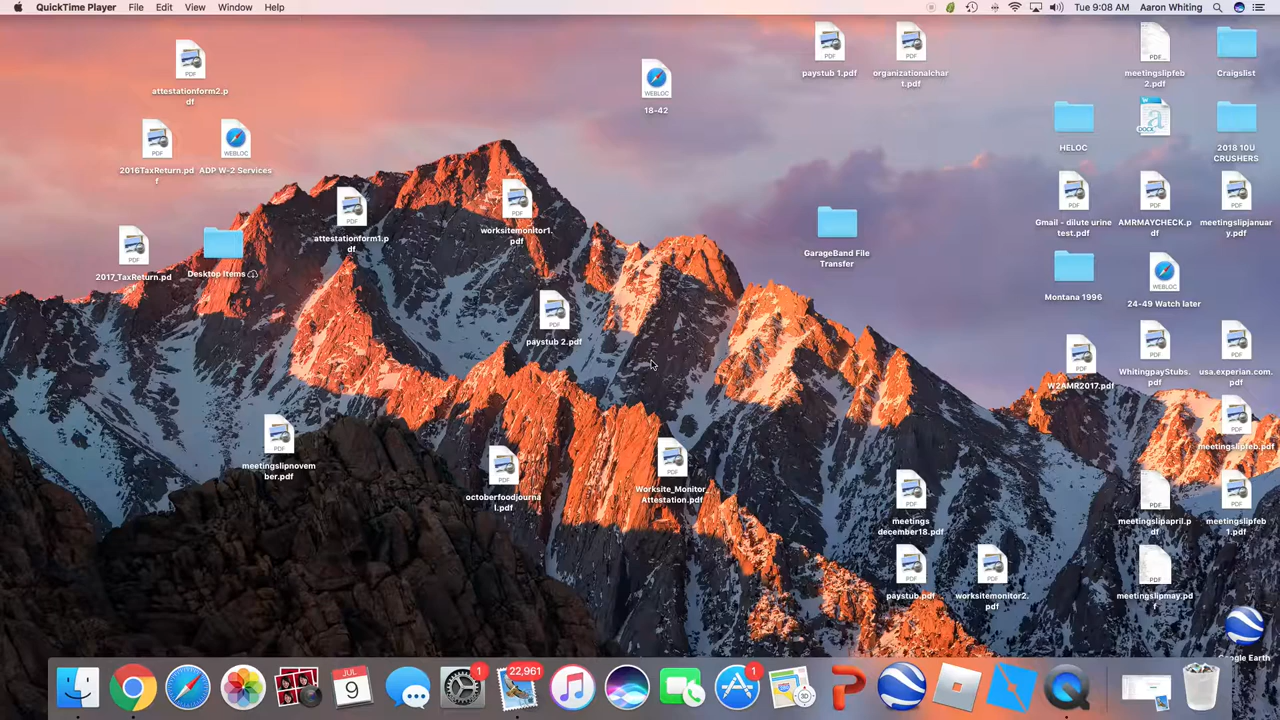 QuickTime Player File Edit View Window Help Tue 9:08 AM Aaron Whiting
attestationform2.p
df
2016TaxReturn.pd
f
ADP W-2 Services
2017_TaxReturn.pd
Desktop Items
attestationform1.p
df
worksitemonitor1.
pdf
18-42
WEBLOC
paystub 2.pdf
meetingslipnovem
ber.pdf
octoberfoodjourna
l.pdf
Worksite_Monitor
Attestation.pdf
paystub 1.pdf
organizationalchar
t.pdf
GarageBand File
Transfer
meetingslipfeb
2.pdf
Craigslist
HELOC
DOCX
2018 10U
CRUSHERS
Gmail - dilute urine
test.pdf
AMRMAYCHECK.p
df
meetingslipjanuar
y.pdf
Montana 1996
24-49 Watch later
W2AMR2017.pdf
WhitingpayStubs.
pdf
usa.experian.com.
pdf
meetingslipfeb.pdf
meetings
december18.pdf
meetingslipapril.p
df
meetingslipfeb
1.pdf
paystub.pdf
worksitemonitor2.
pdf
meetingslipmay.pd
f
Google Earth
JUL
9
1
22,961
1
3D